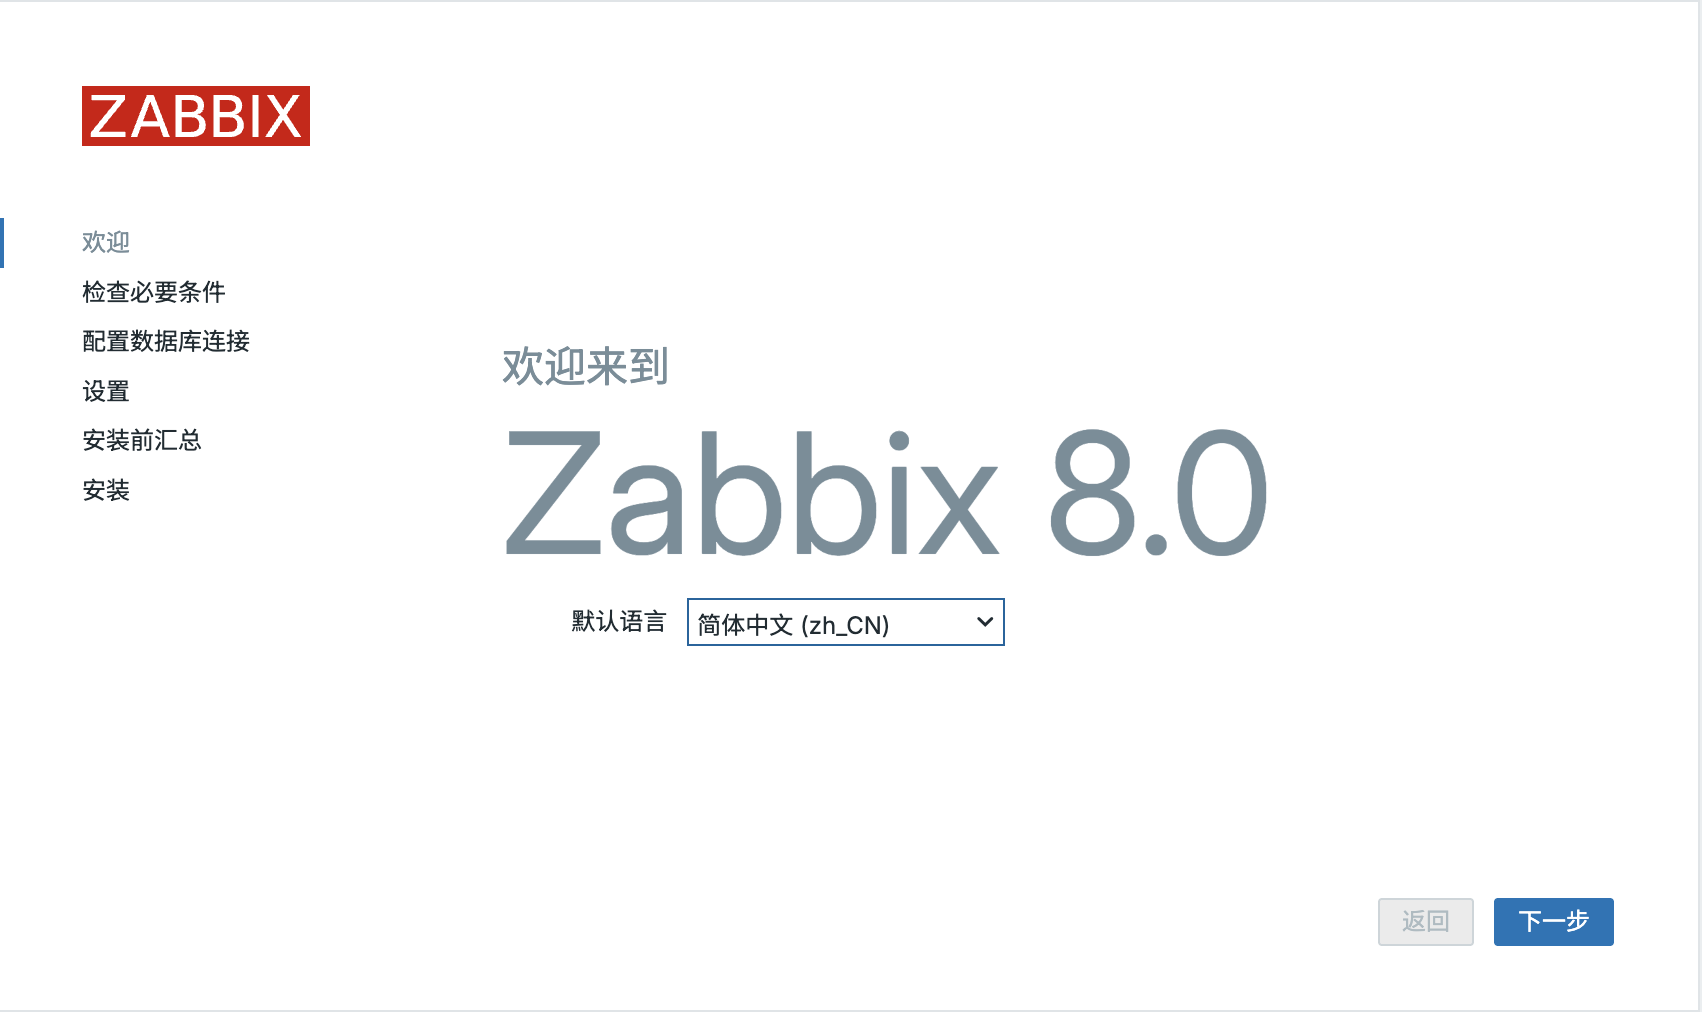 ZABBIX
欢迎
检查必要条件
配置数据库连接
设置
安装前汇总
安装
欢迎来到
Zabbix 8.0
默认语言 简体中文 (zh_CN)
返回 下一步